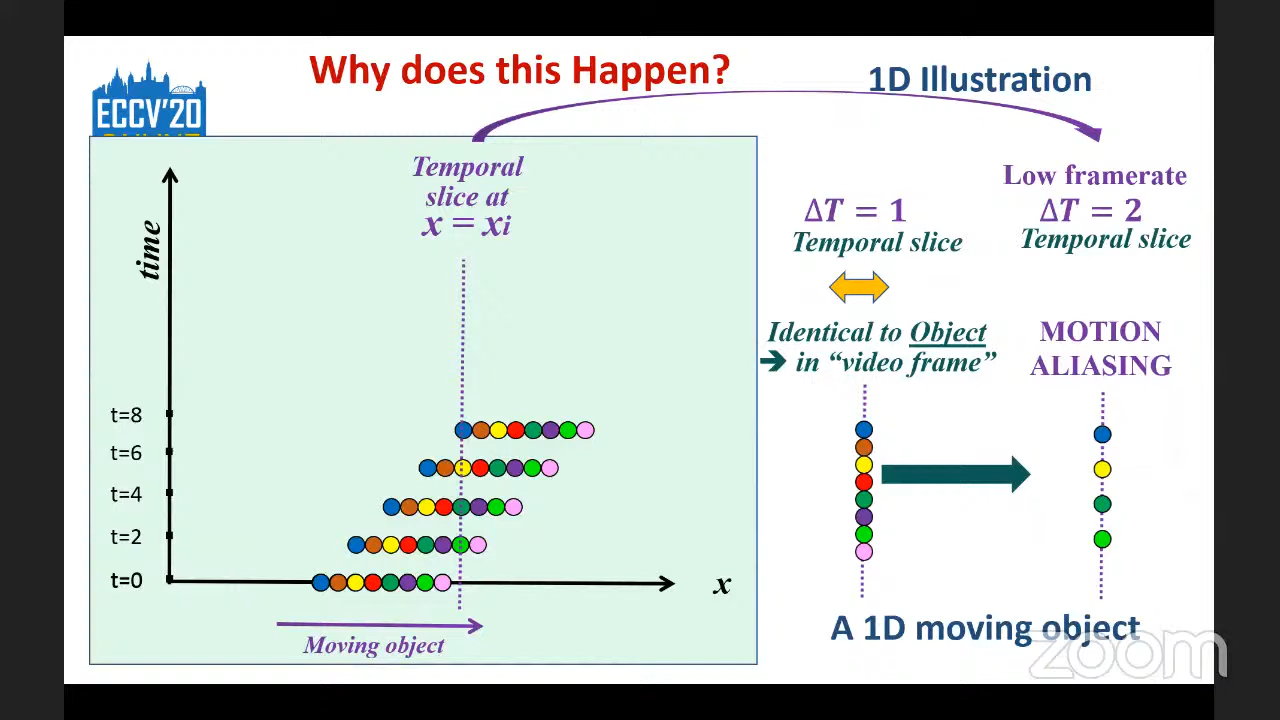 Why does this Happen?
1D Illustration
ECCV'20
Temporal
slice at
x = xi
time
t=8
t=6
t=4
t=2
t=0
x
Moving object
ΔT = 1
Temporal slice
Identical to Object
➔ in “video frame”
Low framerate
ΔT = 2
Temporal slice
MOTION
ALIASING
A 1D moving object
zoom